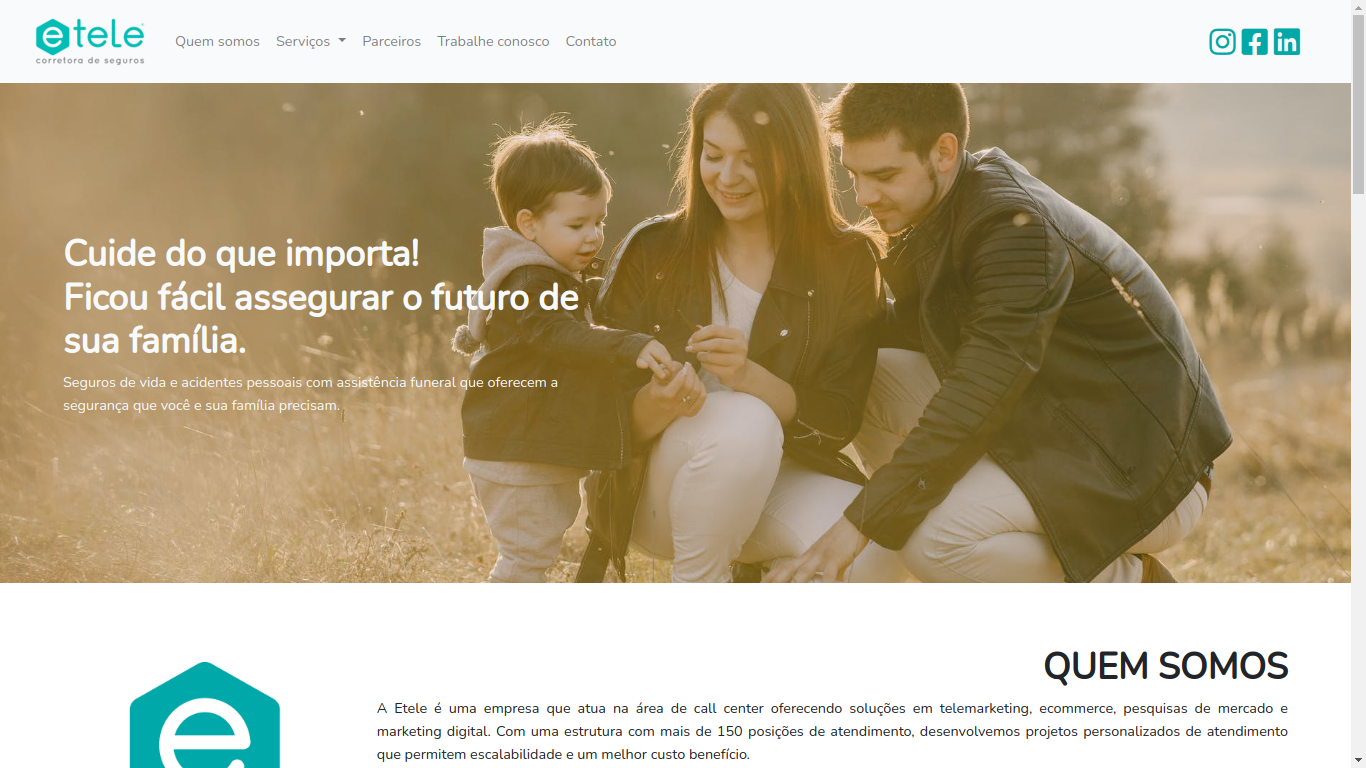 etele
corretora de seguros
Quem somos Serviços Parceiros Trabalhe conosco Contato
Cuide do que importa!
Ficou fácil assegurar o futuro de
sua família.
Seguros de vida e acidentes pessoais com assistência funeral que oferecem a
segurança que você e sua família precisam.
QUEM SOMOS
A Etele é uma empresa que atua na área de call center oferecendo soluções em telemarketing, ecommerce, pesquisas de mercado e
marketing digital. Com uma estrutura com mais de 150 posições de atendimento, desenvolvemos projetos personalizados de atendimento
que permitem escalabilidade e um melhor custo benefício.